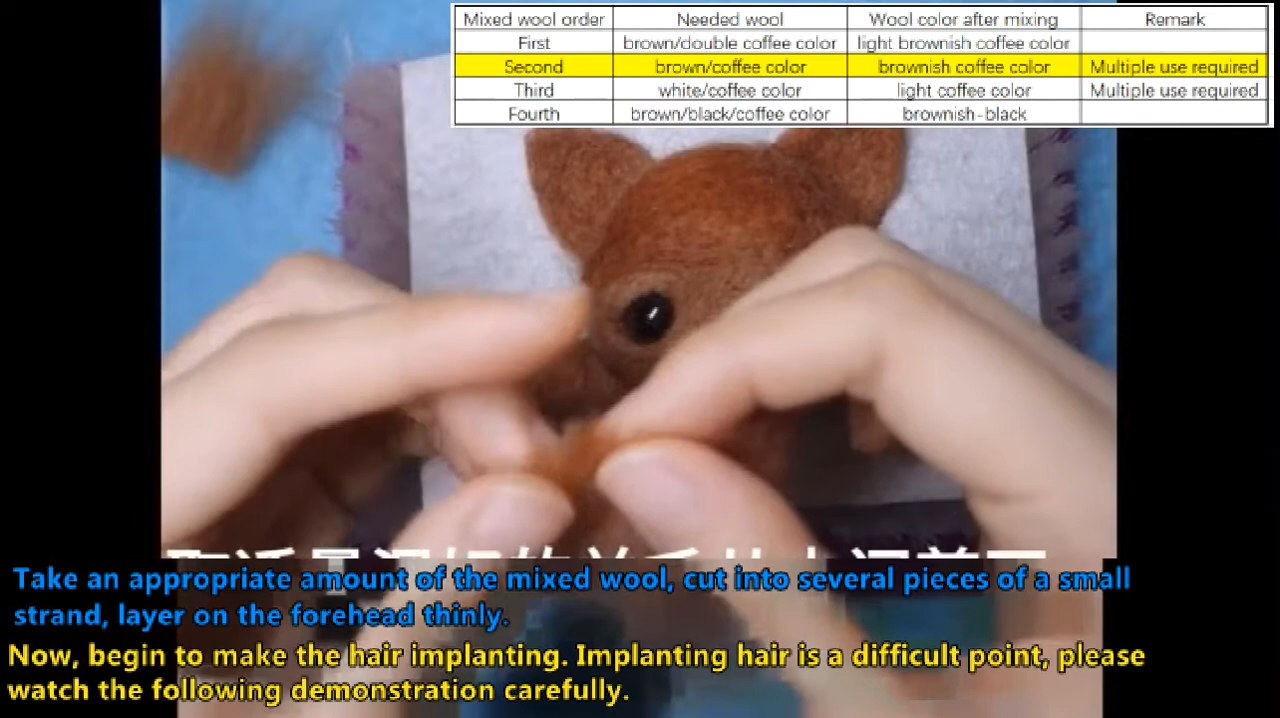 Mixed wool order Needed wool Wool color after mixing Remark
First brown/double coffee color light brownish coffee color
Second brown/coffee color brownish coffee color Multiple use required
Third white/coffee color light coffee color Multiple use required
Fourth brown/black/coffee color brownish-black
Take an appropriate amount of the mixed wool, cut into several pieces of a small
strand, layer on the forehead thinly.
Now, begin to make the hair implanting. Implanting hair is a difficult point, please
watch the following demonstration carefully.